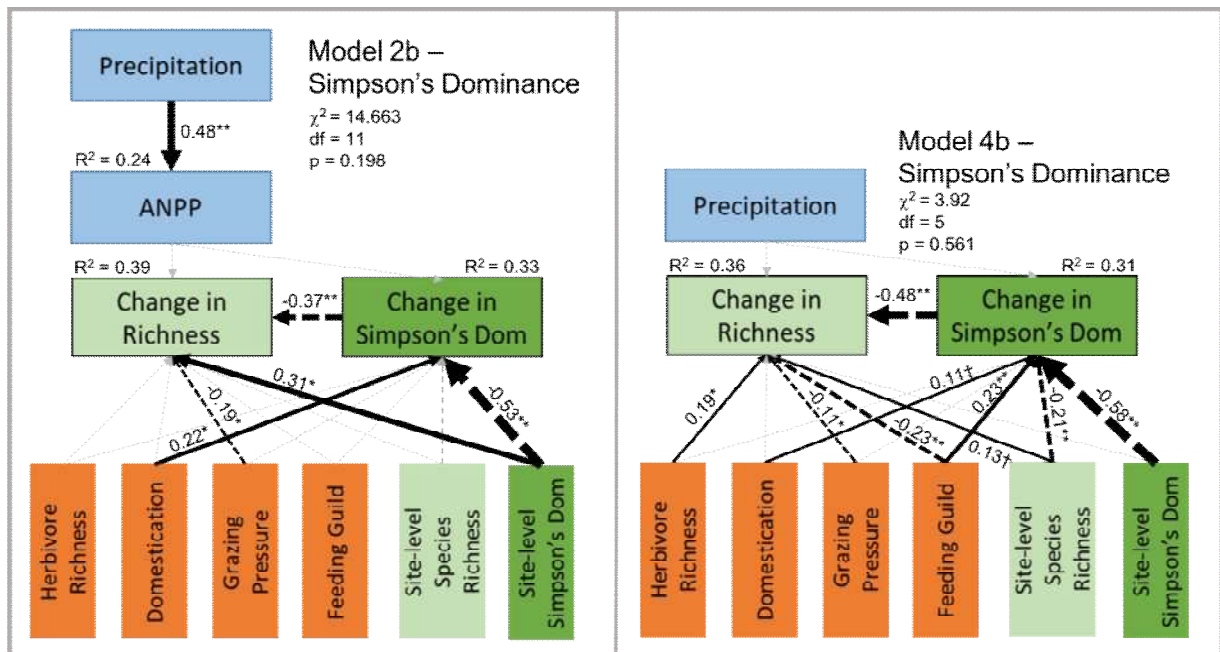 Precipitation
Model 2b –
Simpson's Dominance
χ² = 14.663
df = 11
p = 0.198
0.48**
R² = 0.24
ANPP
R² = 0.39
R² = 0.33
Change in
Richness
-0.37**
Change in
Simpson's Dom
0.31*
-0.19*
-0.53**
0.22*
Herbivore
Richness
Domestication
Grazing
Pressure
Feeding Guild
Site-level
Species
Richness
Site-level
Simpson's Dom
Model 4b –
Simpson's Dominance
χ² = 3.92
df = 5
p = 0.561
Precipitation
R² = 0.36
R² = 0.31
Change in
Richness
-0.48**
Change in
Simpson's Dom
0.19*
-0.11*
-0.23**
0.11†
0.23**
-0.21**
0.13†
-0.58**
Herbivore
Richness
Domestication
Grazing
Pressure
Feeding Guild
Site-level
Species
Richness
Site-level
Simpson's Dom